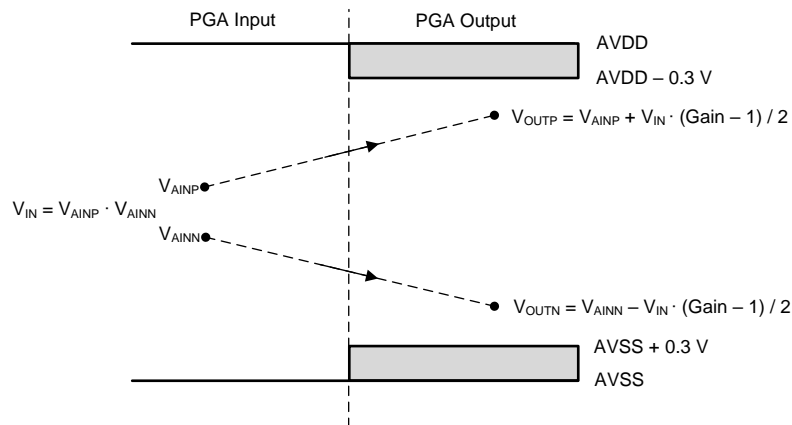 PGA Input
PGA Output
AVDD
AVDD – 0.3 V
V_OUTP = V_AINP + V_IN · (Gain – 1) / 2
V_AINP
V_IN = V_AINP · V_AINN
V_AINN
V_OUTN = V_AINN – V_IN · (Gain – 1) / 2
AVSS + 0.3 V
AVSS